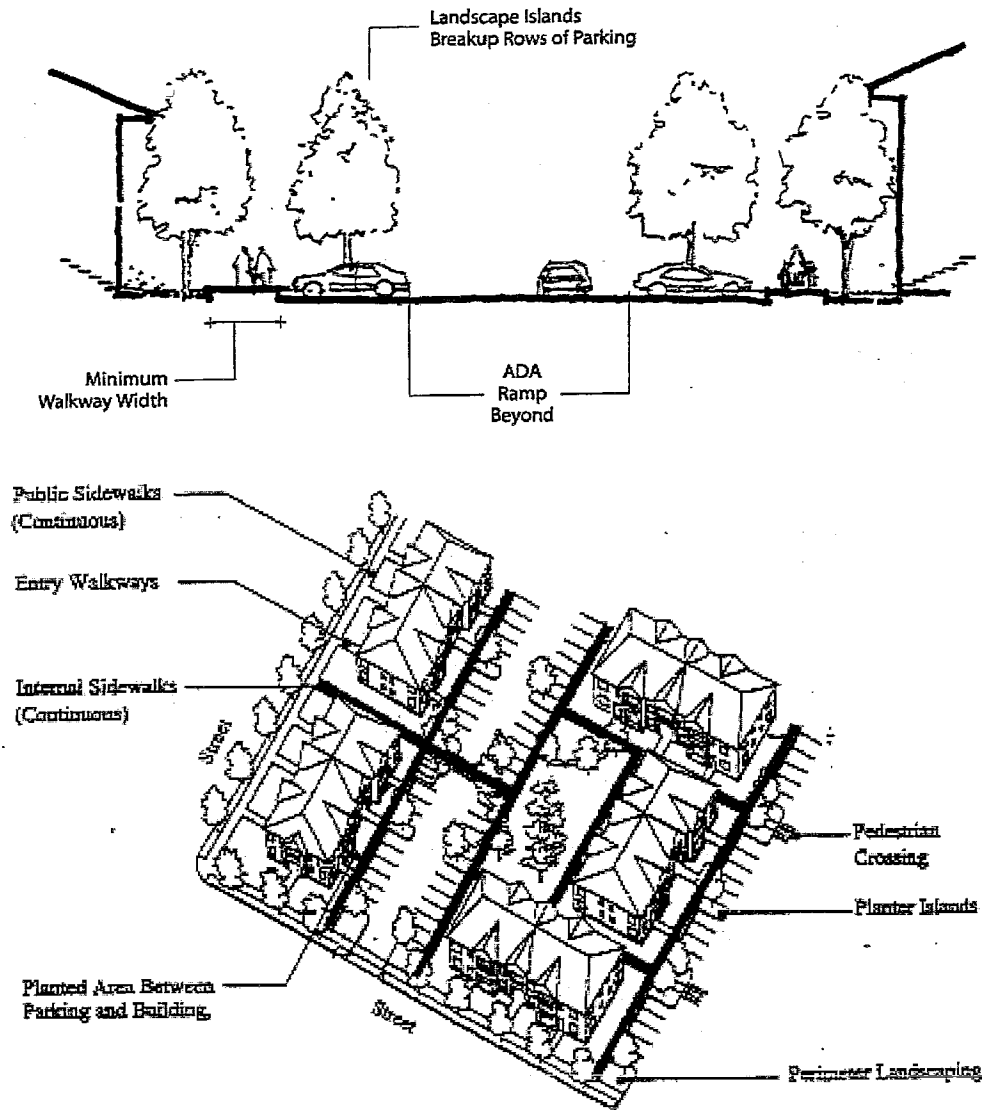 Landscape Islands
Breakup Rows of Parking
Minimum
Walkway Width
ADA
Ramp
Beyond
Public Sidewalks
(Continuous)
Entry Walkways
Internal Sidewalks
(Continuous)
Street
Pedestrian
Crossing
Planter Islands
Planted Area Between
Parking and Building,
Street
Perimeter Landscaping